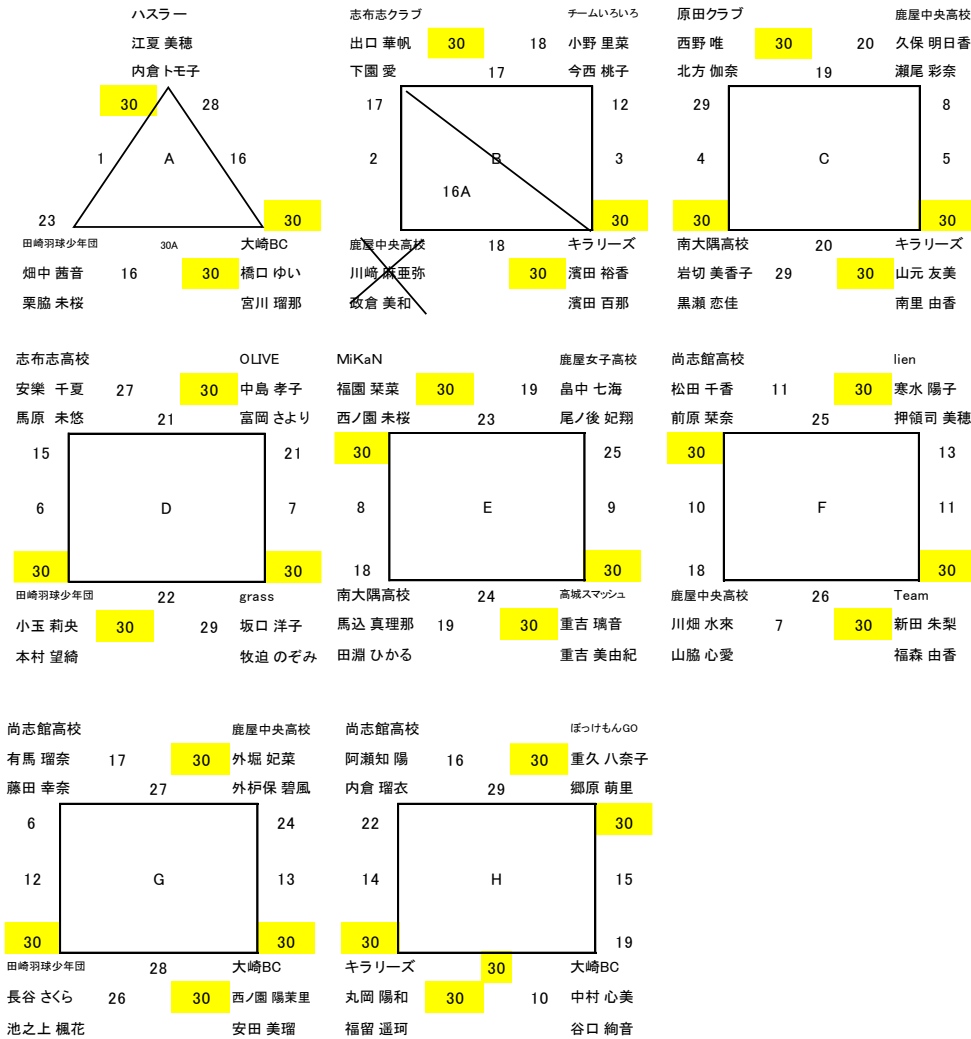 ハスラー
江夏 美穂
内倉 トモ子
30 28
1 A 16
23 30
田崎羽球少年団 30A 大崎BC
畑中 茜音 16 30 橋口 ゆい
栗脇 未桜 宮川 瑠那
志布志クラブ チームいろいろ
出口 華帆 30 18 小野 里菜
下園 愛 17 今西 桃子
17 12
2 B 3
16A
30
鹿屋中央高校 18 キラリーズ
川﨑 麻亜弥 30 濱田 裕香
政倉 美和 濱田 百那
原田クラブ 鹿屋中央高校
西野 唯 30 20 久保 明日香
北方 伽奈 19 瀬尾 彩奈
29 8
4 C 5
30 30
南大隅高校 20 キラリーズ
岩切 美香子 29 30 山元 友美
黒瀬 恋佳 南里 由香
志布志高校 OLIVE
安樂 千夏 27 30 中島 孝子
馬原 未悠 21 富岡 さより
15 21
6 D 7
30 30
田崎羽球少年団 22 grass
小玉 莉央 30 29 坂口 洋子
本村 望綺 牧迫 のぞみ
MiKaN 鹿屋女子高校
福園 栞菜 30 19 畠中 七海
西ノ園 未桜 23 尾ノ後 妃翔
30 25
8 E 9
18 30
南大隅高校 24 高城スマッシュ
馬込 真理那 19 30 重吉 璃音
田淵 ひかる 重吉 美由紀
尚志館高校 lien
松田 千香 11 30 寒水 陽子
前原 栞奈 25 押領司 美穂
30 13
10 F 11
18 30
鹿屋中央高校 26 Team
川畑 水來 7 30 新田 朱梨
山脇 心愛 福森 由香
尚志館高校 鹿屋中央高校
有馬 瑠奈 17 30 外堀 妃菜
藤田 幸奈 27 外枦保 碧風
6 24
12 G 13
30 30
田崎羽球少年団 28 大崎BC
長谷 さくら 26 30 西ノ園 陽茉里
池之上 楓花 安田 美瑠
尚志館高校 ぼっけもんGO
阿瀬知 陽 16 30 重久 八奈子
内倉 瑠衣 29 郷原 萌里
22 30
14 H 15
30 19
キラリーズ 30 大崎BC
丸岡 陽和 30 10 中村 心美
福留 遥珂 谷口 絢音